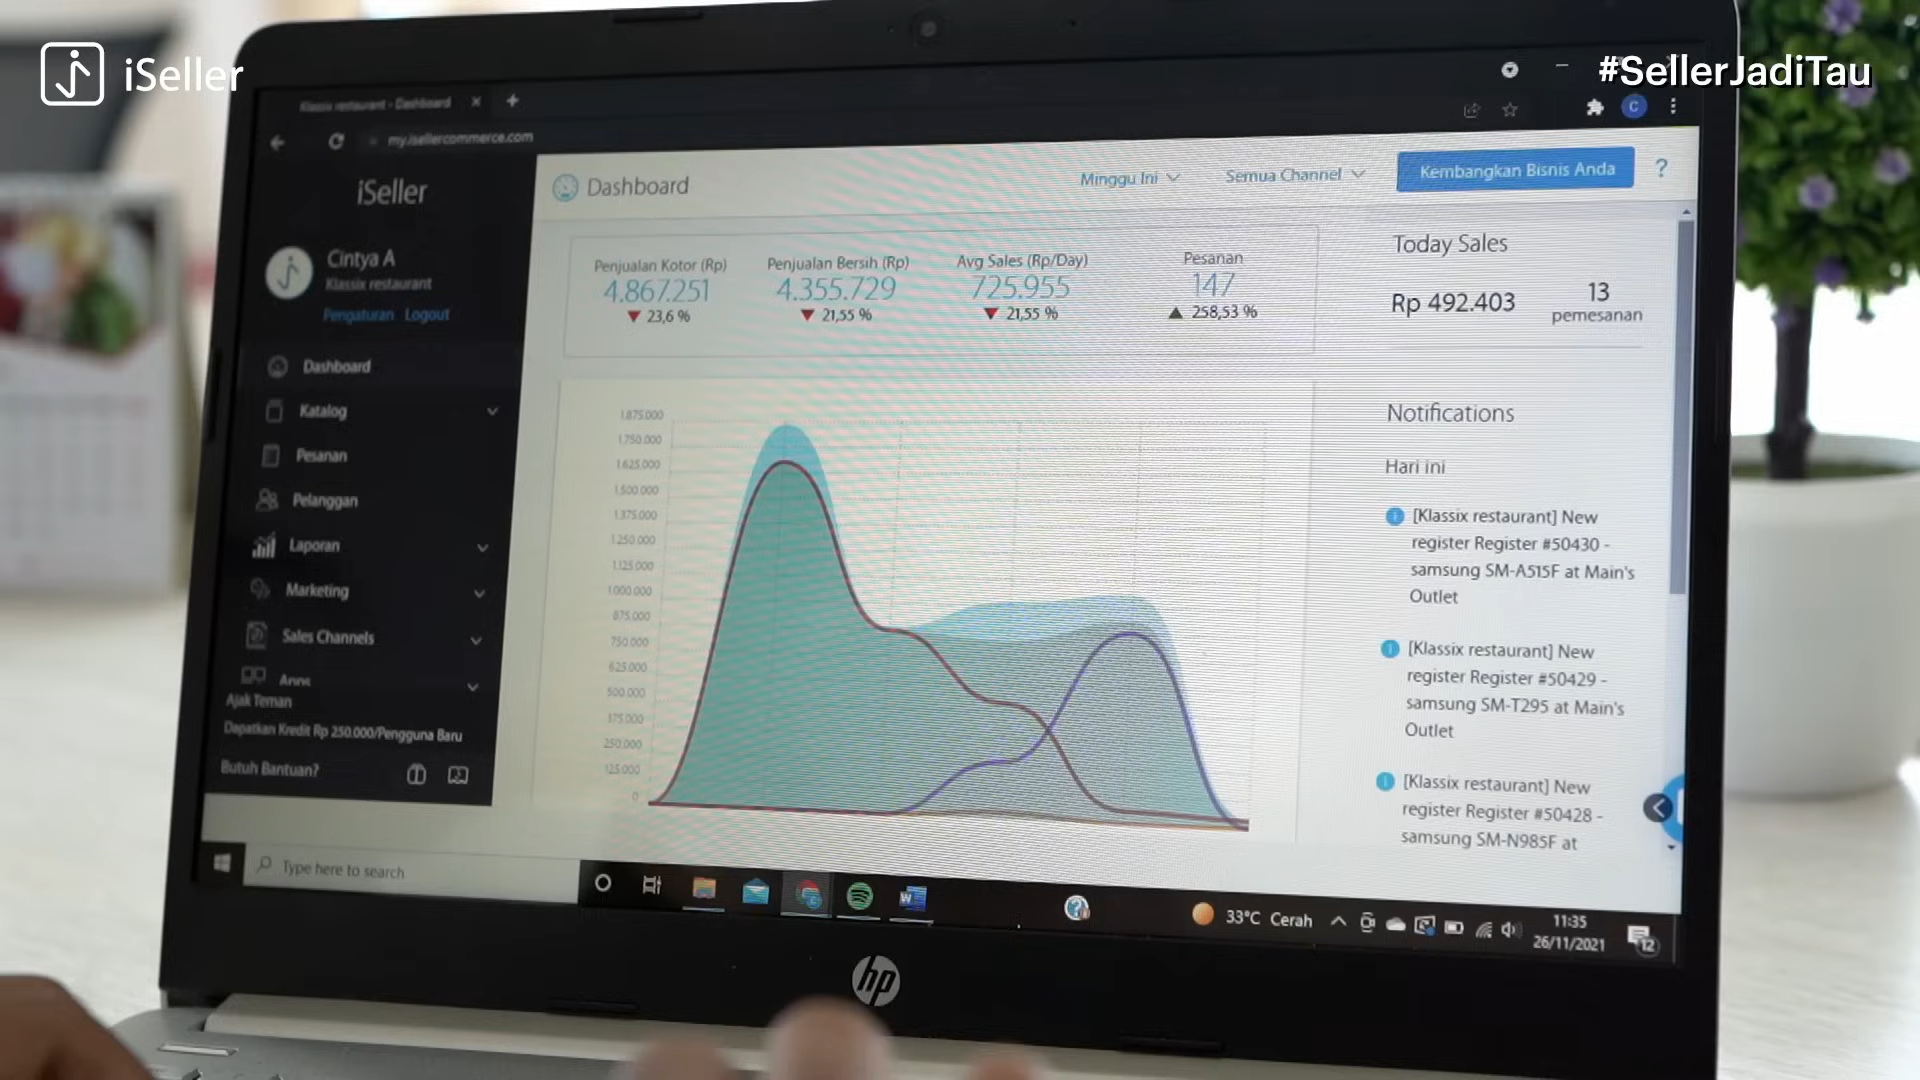 iSeller
#SellerJadiTau
Klassix restaurant - Dashboard
my.isellercommerce.com
C
iSeller
Cintya A
Klassix restaurant
Pengaturan Logout
Dashboard
Katalog
Pesanan
Pelanggan
Laporan
Marketing
Sales Channels
Apps
Ajak Teman
Dapatkan Kredit Rp 250.000/Pengguna Baru
Butuh Bantuan?
Dashboard
Minggu Ini
Semua Channel
Kembangkan Bisnis Anda
?
Penjualan Kotor (Rp)
4.867.251
23,6 %
Penjualan Bersih (Rp)
4.355.729
21,55 %
Avg Sales (Rp/Day)
725.955
21,55 %
Pesanan
147
258,53 %
1.875.000
1.750.000
1.625.000
1.500.000
1.375.000
1.250.000
1.125.000
1.000.000
875.000
750.000
625.000
500.000
375.000
250.000
125.000
0
Today Sales
Rp 492.403
13
pemesanan
Notifications
Hari ini
[Klassix restaurant] New
register Register #50430 -
samsung SM-A515F at Main's
Outlet
[Klassix restaurant] New
register Register #50429 -
samsung SM-T295 at Main's
Outlet
[Klassix restaurant] New
register Register #50428 -
samsung SM-N985F at
Type here to search
33°C Cerah
11:35
26/11/2021
12
hp